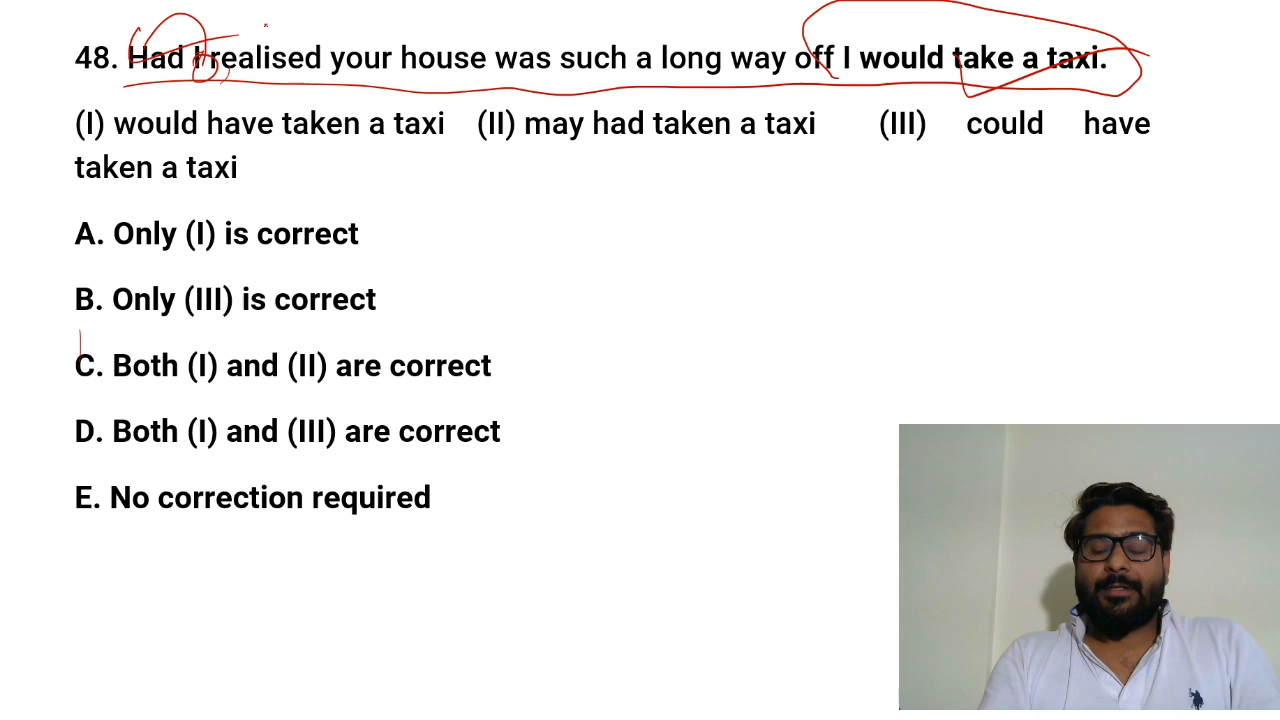 48. Had I realised your house was such a long way off I would take a taxi.
(I) would have taken a taxi (II) may had taken a taxi (III) could have
taken a taxi
A. Only (I) is correct
B. Only (III) is correct
C. Both (I) and (II) are correct
D. Both (I) and (III) are correct
E. No correction required